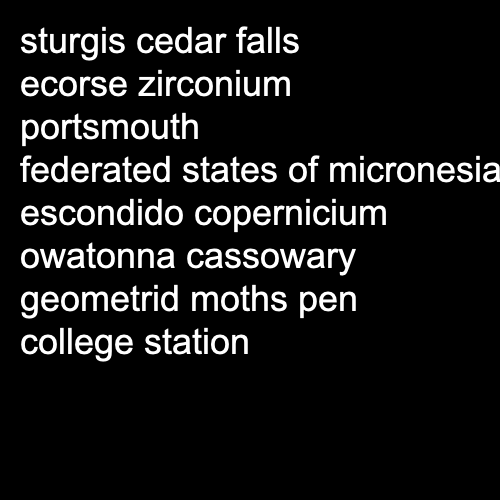 sturgis cedar falls
ecorse zirconium
portsmouth
federated states of micronesia
escondido copernicium
owatonna cassowary
geometrid moths pen
college station